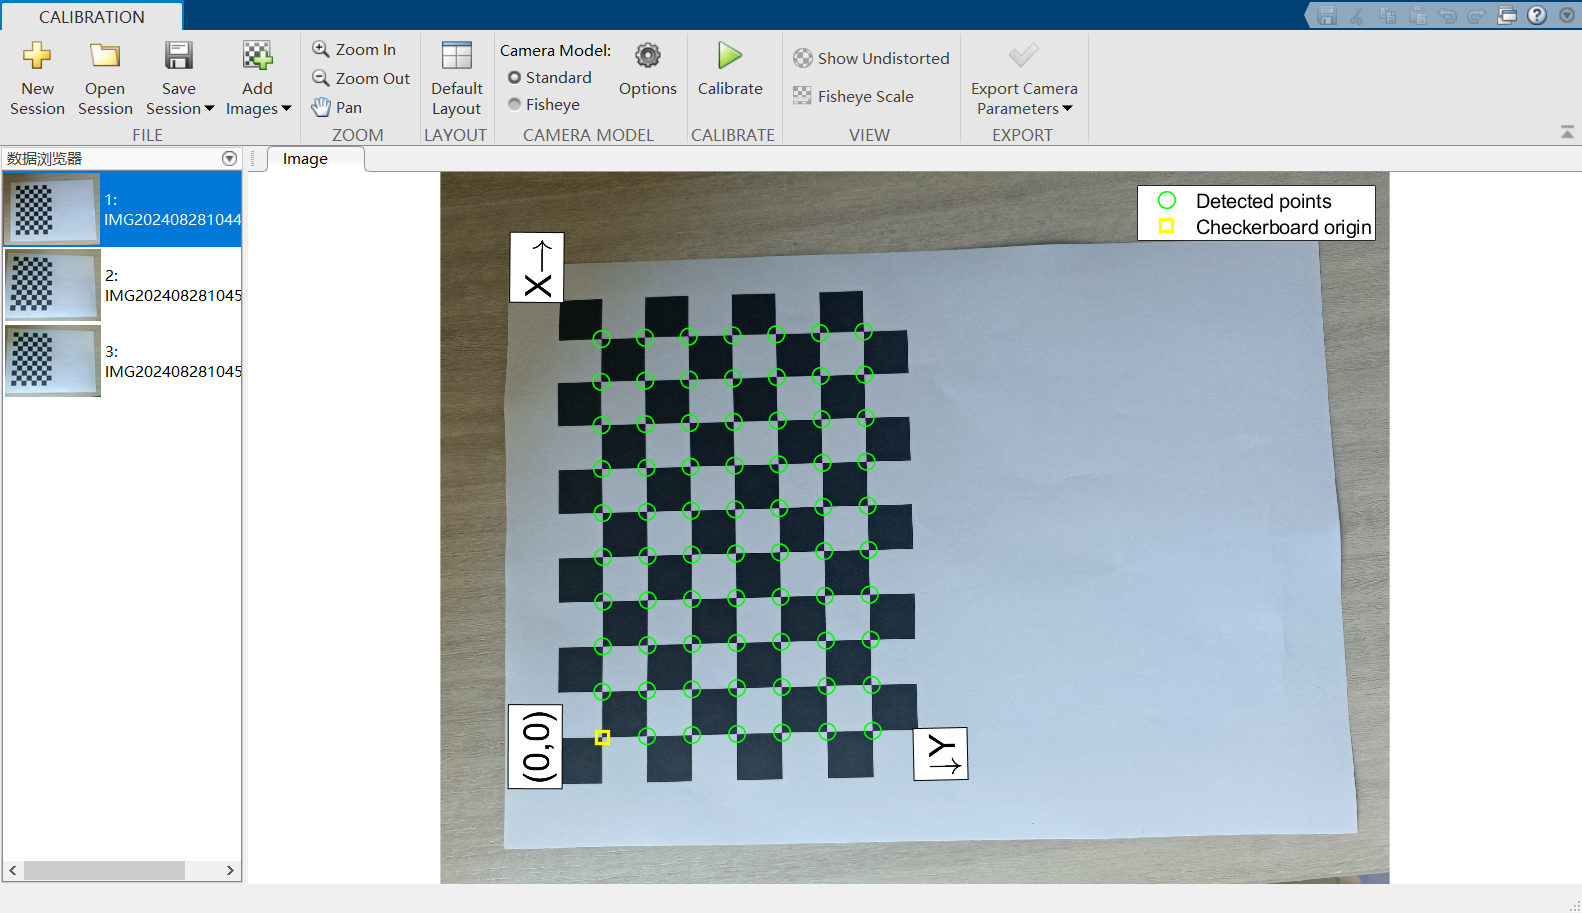 CALIBRATION
New Session
Open Session
Save Session
Add Images
FILE
Zoom In
Zoom Out
Pan
ZOOM
Default Layout
LAYOUT
Camera Model:
Standard
Fisheye
Options
CAMERA MODEL
Calibrate
CALIBRATE
Show Undistorted
Fisheye Scale
VIEW
Export Camera Parameters
EXPORT
数据浏览器
Image
1:
IMG202408281044
2:
IMG202408281045
3:
IMG202408281045
Detected points
Checkerboard origin
X→
(0,0)
Y→